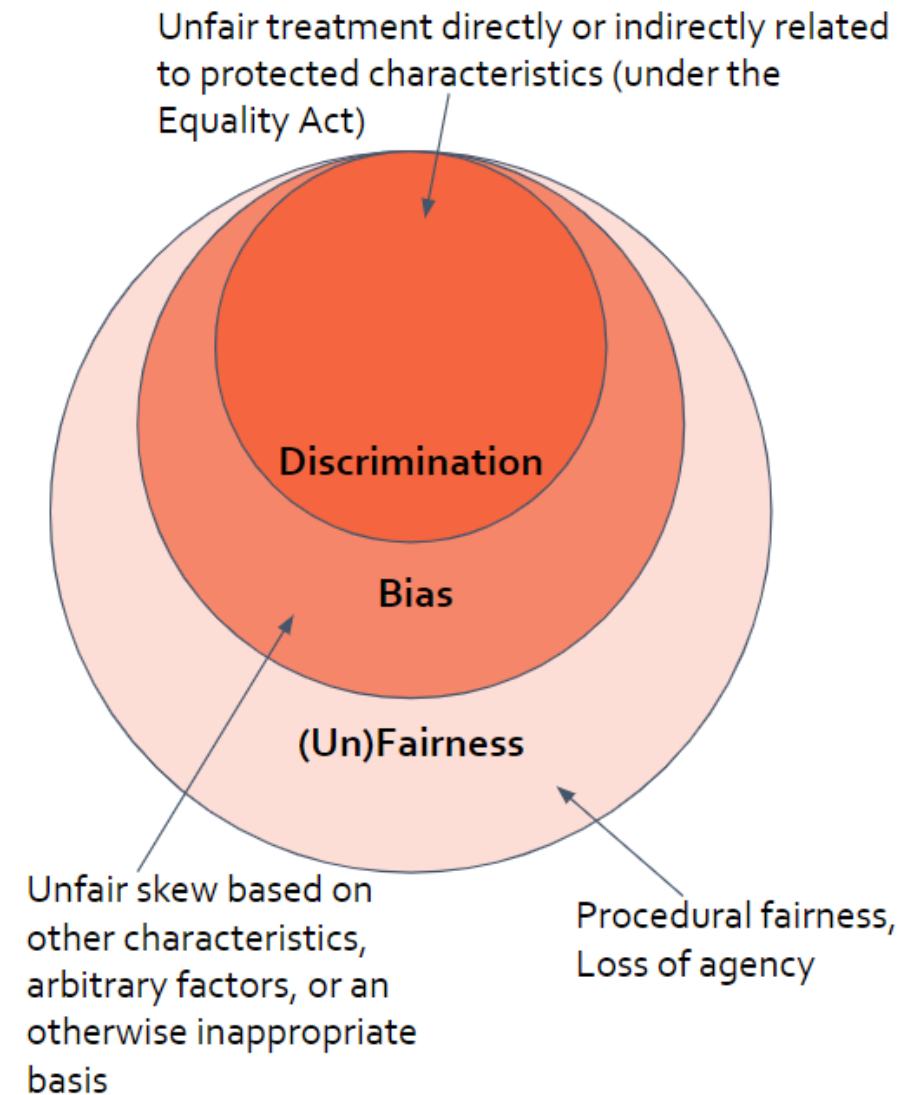 Unfair treatment directly or indirectly related
to protected characteristics (under the
Equality Act)
Discrimination
Bias
(Un)Fairness
Unfair skew based on
other characteristics,
arbitrary factors, or an
otherwise inappropriate
basis
Procedural fairness,
Loss of agency